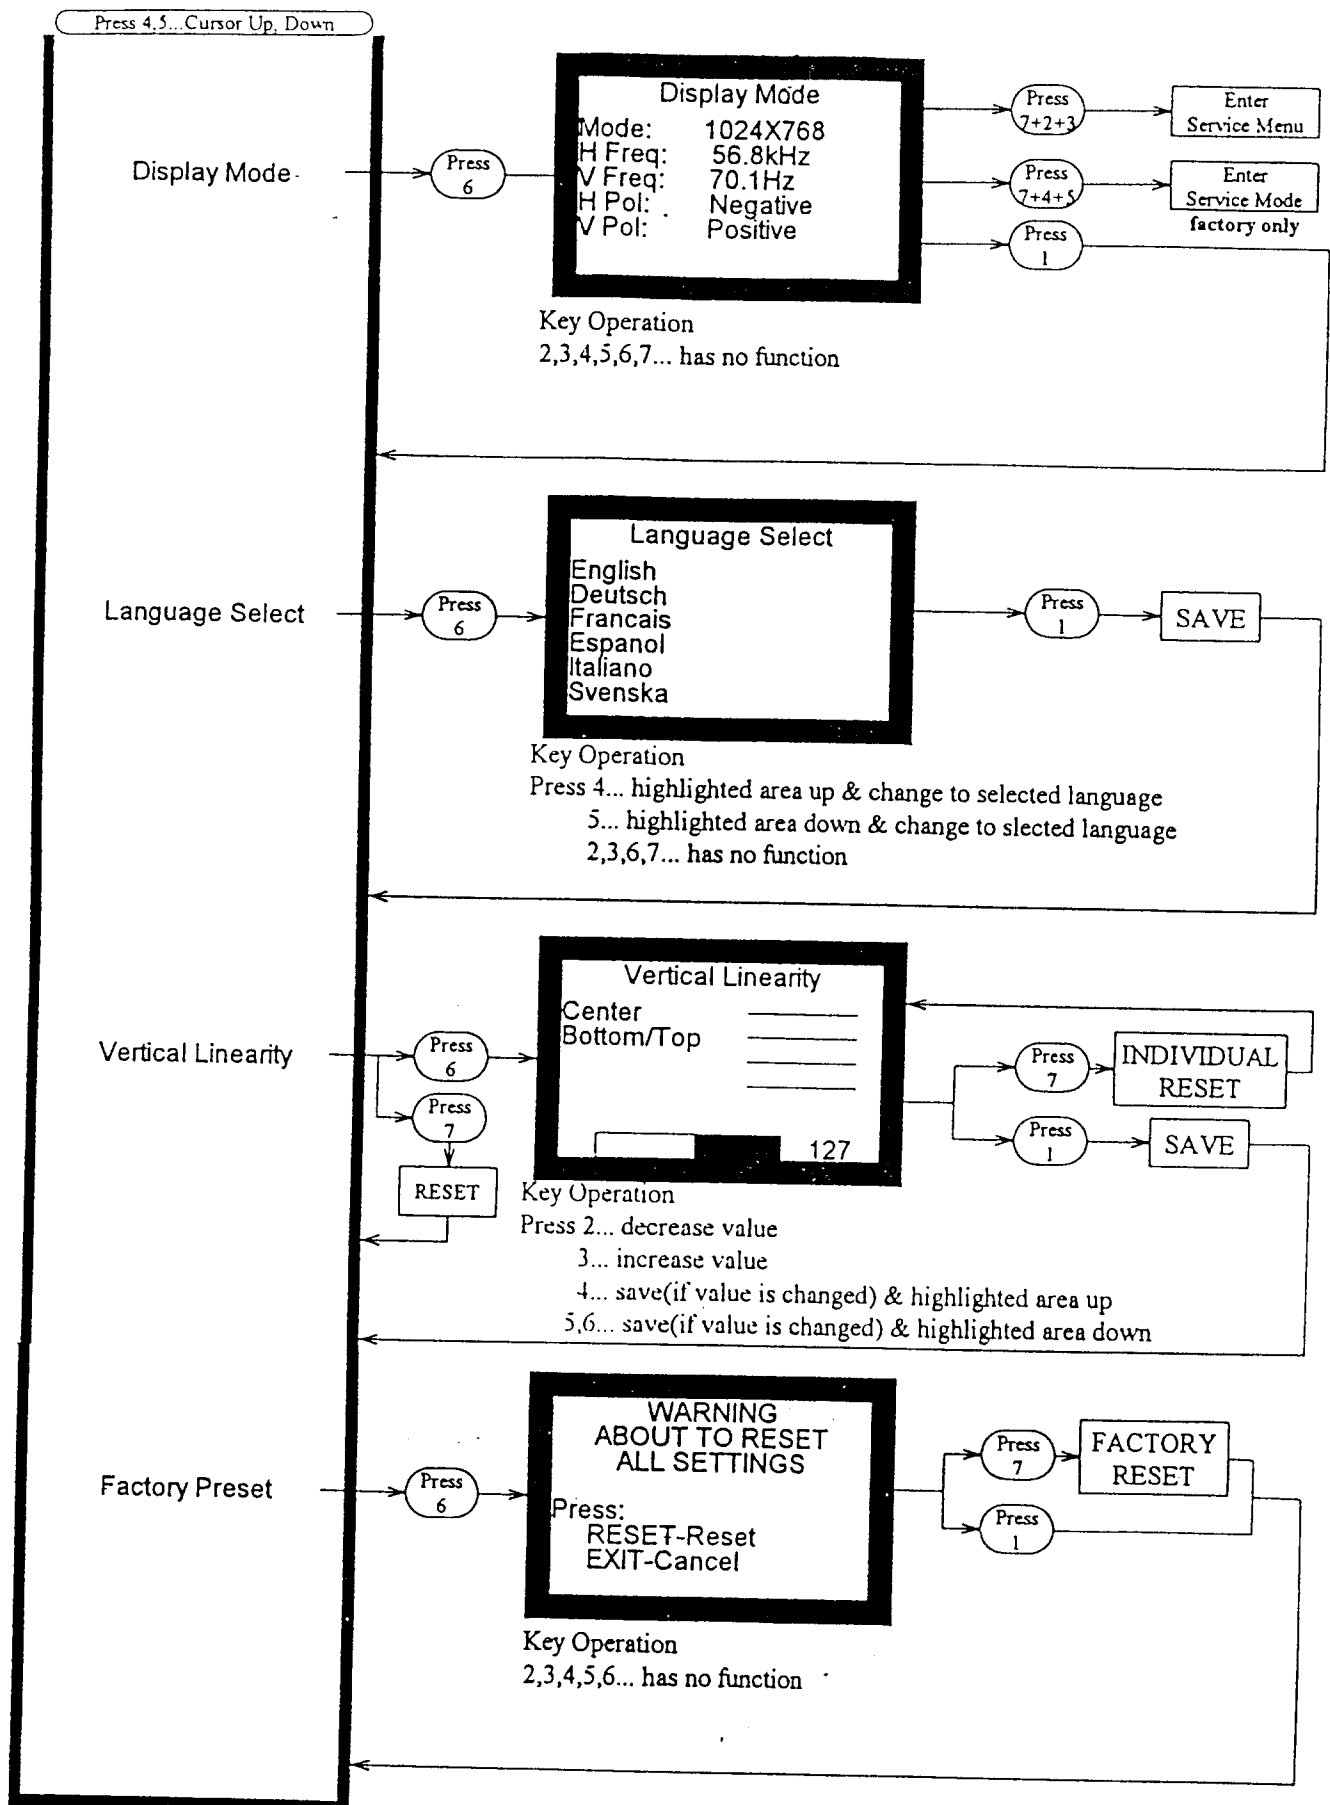 Press 4,5...Cursor Up, Down
Display Mode
Press
6
Display Mode
Mode: 1024X768
H Freq: 56.8kHz
V Freq: 70.1Hz
H Pol: Negative
V Pol: Positive
Press
7+2+3
Enter
Service Menu
Press
7+4+5
Enter
Service Mode
factory only
Press
1
Key Operation
2,3,4,5,6,7... has no function
Language Select
Press
6
Language Select
English
Deutsch
Francais
Espanol
Italiano
Svenska
Press
1
SAVE
Key Operation
Press 4... highlighted area up & change to selected language
5... highlighted area down & change to slected language
2,3,6,7... has no function
Vertical Linearity
Press
6
Press
7
RESET
Vertical Linearity
Center
Bottom/Top
127
Press
7
INDIVIDUAL
RESET
Press
1
SAVE
Key Operation
Press 2... decrease value
3... increase value
4... save(if value is changed) & highlighted area up
5,6... save(if value is changed) & highlighted area down
Factory Preset
Press
6
WARNING
ABOUT TO RESET
ALL SETTINGS
Press:
RESET-Reset
EXIT-Cancel
Press
7
FACTORY
RESET
Press
1
Key Operation
2,3,4,5,6... has no function